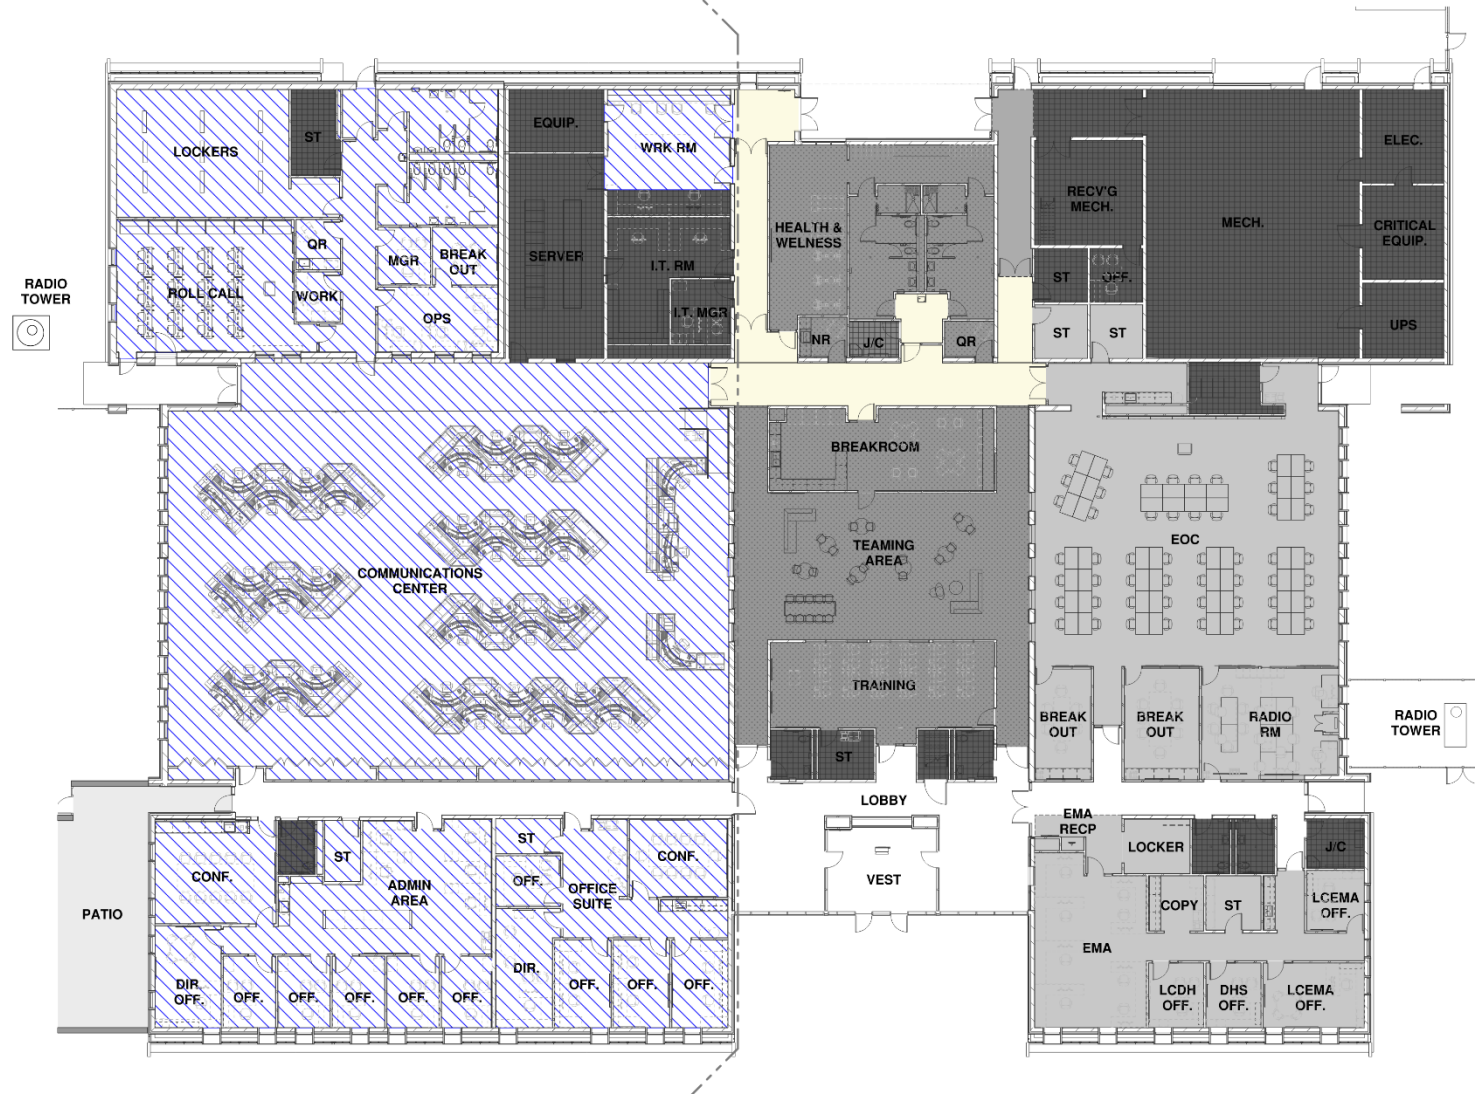 EQUIP.
ST
LOCKERS
WRK RM
ELEC.
RECV'G
MECH.
MECH.
HEALTH &
WELNESS
CRITICAL
EQUIP.
QR
MGR
BREAK
OUT
SERVER
I.T. RM
ST
OFF.
RADIO
TOWER
ROLL CALL
WORK
OPS
I.T. MGR
UPS
NR
J/C
QR
ST
ST
BREAKROOM
TEAMING
AREA
EOC
COMMUNICATIONS
CENTER
TRAINING
BREAK
OUT
BREAK
OUT
RADIO
RM
RADIO
TOWER
ST
LOBBY
EMA
RECP
ST
ST
CONF.
LOCKER
J/C
CONF.
OFF.
OFFICE
SUITE
ADMIN
AREA
VEST
PATIO
COPY
ST
LCEMA
OFF.
EMA
DIR.
DIR.
OFF.
OFF.
OFF.
OFF.
OFF.
OFF.
OFF.
OFF.
OFF.
LCDH
OFF.
DHS
OFF.
LCEMA
OFF.